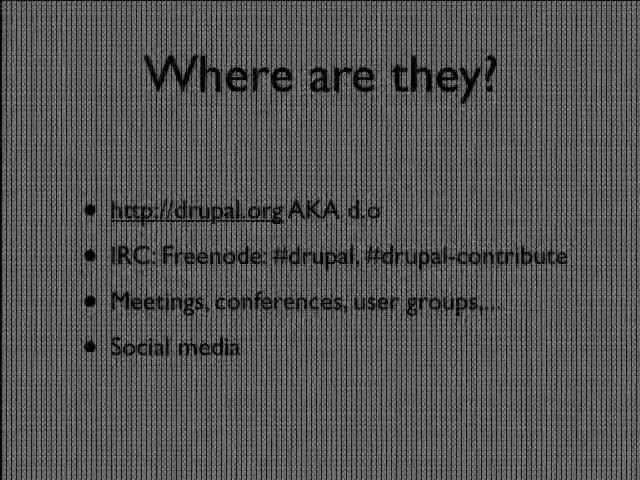 Where are they?
• http://drupal.org AKA d.o
• IRC: Freenode: #drupal, #drupal-contribute
• Meetings, conferences, user groups,...
• Social media